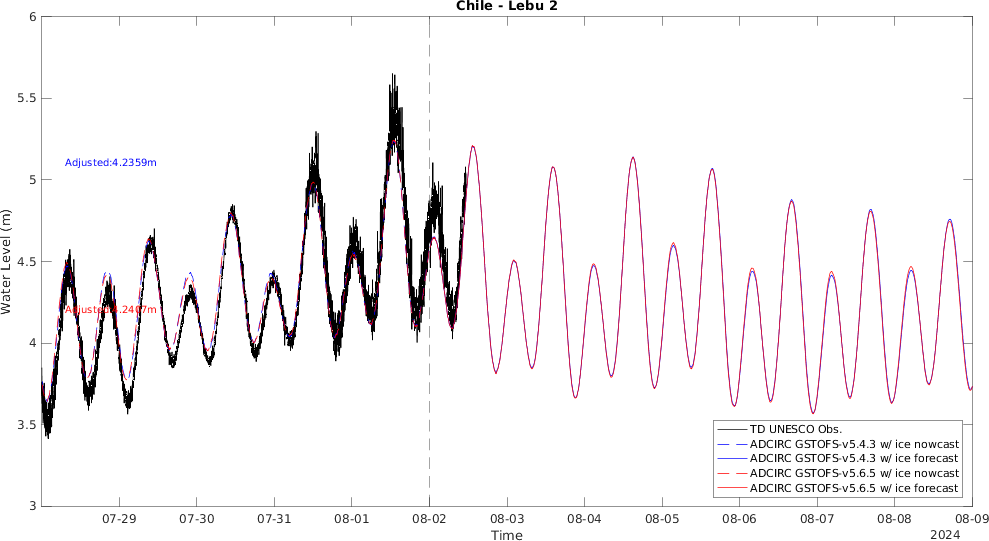 Chile - Lebu 2
6
5.5
5
4.5
4
3.5
3
Water Level (m)
Adjusted:4.2359m
Adjusted:4.2407m
TD UNESCO Obs.
ADCIRC GSTOFS-v5.4.3 w/ ice nowcast
ADCIRC GSTOFS-v5.4.3 w/ ice forecast
ADCIRC GSTOFS-v5.6.5 w/ ice nowcast
ADCIRC GSTOFS-v5.6.5 w/ ice forecast
07-29 07-30 07-31 08-01 08-02 08-03 08-04 08-05 08-06 08-07 08-08 08-09
Time
2024